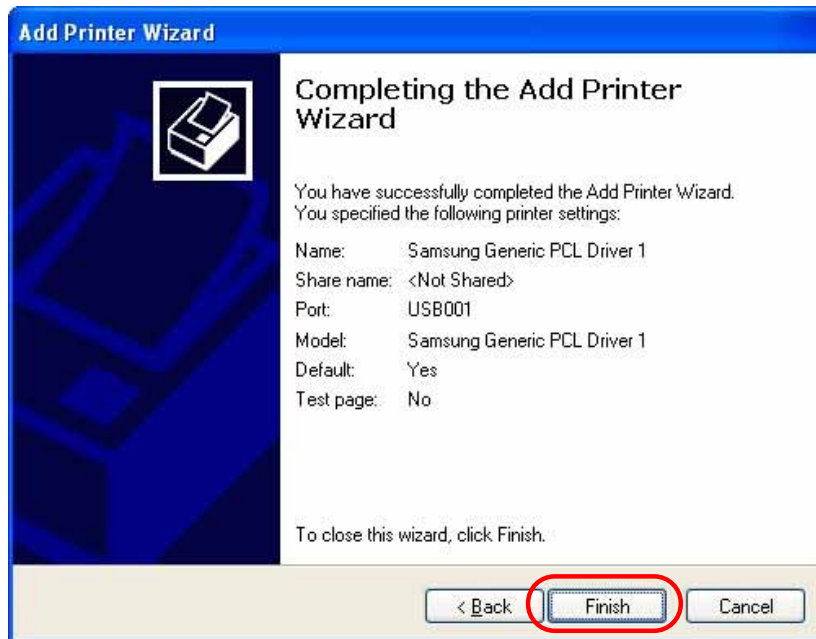 Add Printer Wizard
Completing the Add Printer
Wizard
You have successfully completed the Add Printer Wizard.
You specified the following printer settings:
Name: Samsung Generic PCL Driver 1
Share name: <Not Shared>
Port: USB001
Model: Samsung Generic PCL Driver 1
Default: Yes
Test page: No
To close this wizard, click Finish.
< Back Finish Cancel